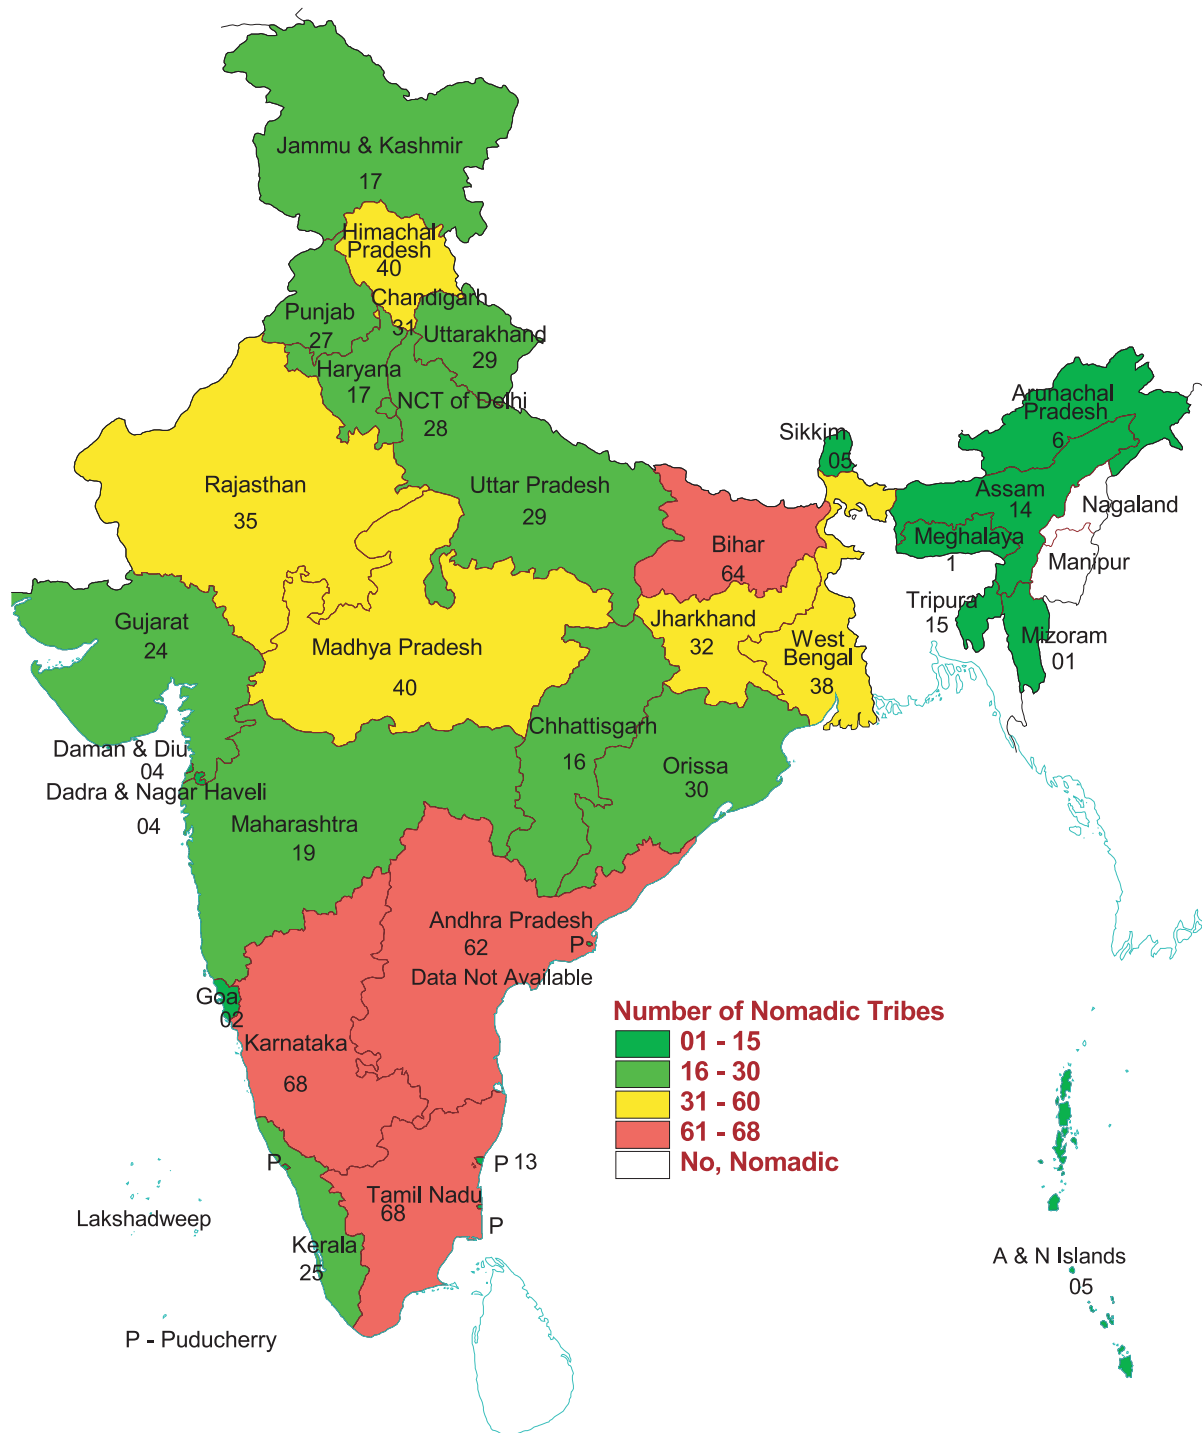 Jammu & Kashmir
17
Himachal
Pradesh
40
Chandigarh
31
Punjab
27
Uttarakhand
29
Haryana
17
NCT of Delhi
28
Arunachal
Pradesh
6
Sikkim
05
Rajasthan
35
Uttar Pradesh
29
Assam
14
Nagaland
Bihar
64
Meghalaya
1
Manipur
Tripura
15
Mizoram
01
Gujarat
24
Madhya Pradesh
40
Jharkhand
32
West
Bengal
38
Chhattisgarh
16
Daman & Diu
04
Dadra & Nagar Haveli
04
Orissa
30
Maharashtra
19
Andhra Pradesh
62
P
Data Not Available
Goa
02
Karnataka
68
Number of Nomadic Tribes
01 - 15
16 - 30
31 - 60
61 - 68
No, Nomadic
P
P 13
Tamil Nadu
68
P
Lakshadweep
Kerala
25
A & N Islands
05
P - Puducherry